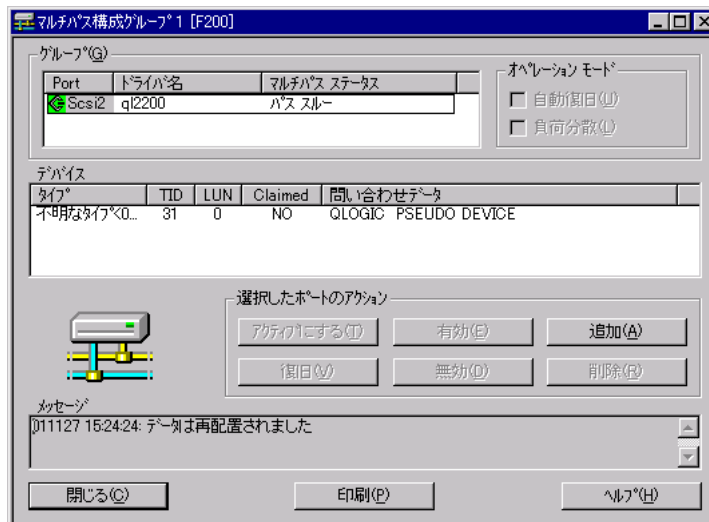 マルチパス構成グループ1 [F200]
グループ(G)
Port ドライバ名 マルチパス ステータス
Scsi2 ql2200 パス スルー
オペレーション モード
自動復旧(U)
負荷分散(L)
デバイス
タイプ TID LUN Claimed 問い合わせデータ
不明なタイプ<0... 31 0 NO QLOGIC PSEUDO DEVICE
選択したポートのアクション
アクティブにする(T) 有効(E) 追加(A)
復旧(V) 無効(D) 削除(R)
メッセージ
011127 15:24:24: データは再配置されました
閉じる(C) 印刷(P) ヘルプ(H)